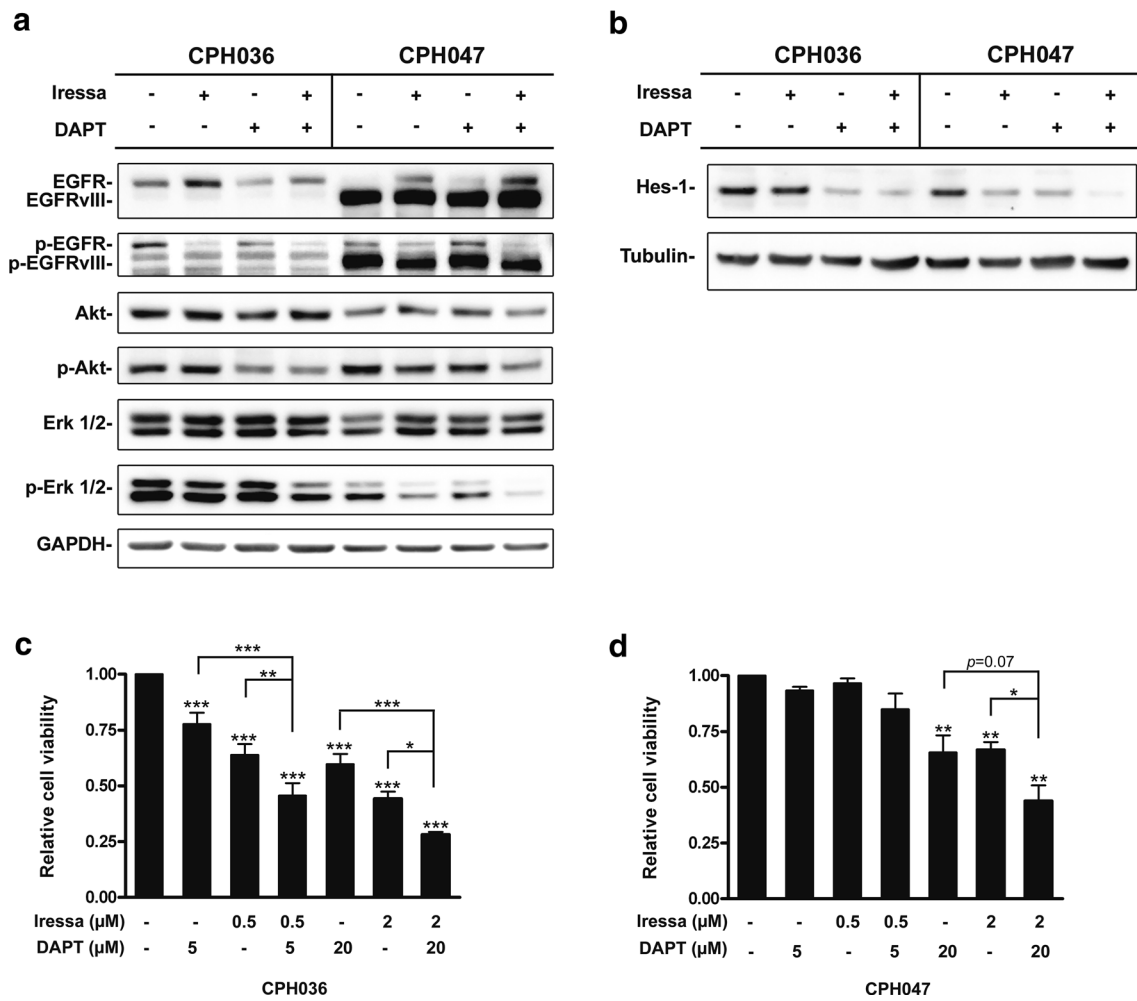 a
CPH036 CPH047
Iressa - + - + - + - +
DAPT - - + + - - + +
EGFR-
EGFRvIII-
p-EGFR-
p-EGFRvIII-
Akt-
p-Akt-
Erk 1/2-
p-Erk 1/2-
GAPDH-
b
CPH036 CPH047
Iressa - + - + - + - +
DAPT - - + + - - + +
Hes-1-
Tubulin-
c
Relative cell viability
1.00
0.75
0.50
0.25
0.00
***
**
***
*
***
***
***
***
***
***
Iressa (µM) - - 0.5 0.5 - 2 2
DAPT (µM) - 5 - 5 20 - 20
CPH036
d
Relative cell viability
1.00
0.75
0.50
0.25
0.00
p=0.07
*
**
**
**
Iressa (µM) - - 0.5 0.5 - 2 2
DAPT (µM) - 5 - 5 20 - 20
CPH047